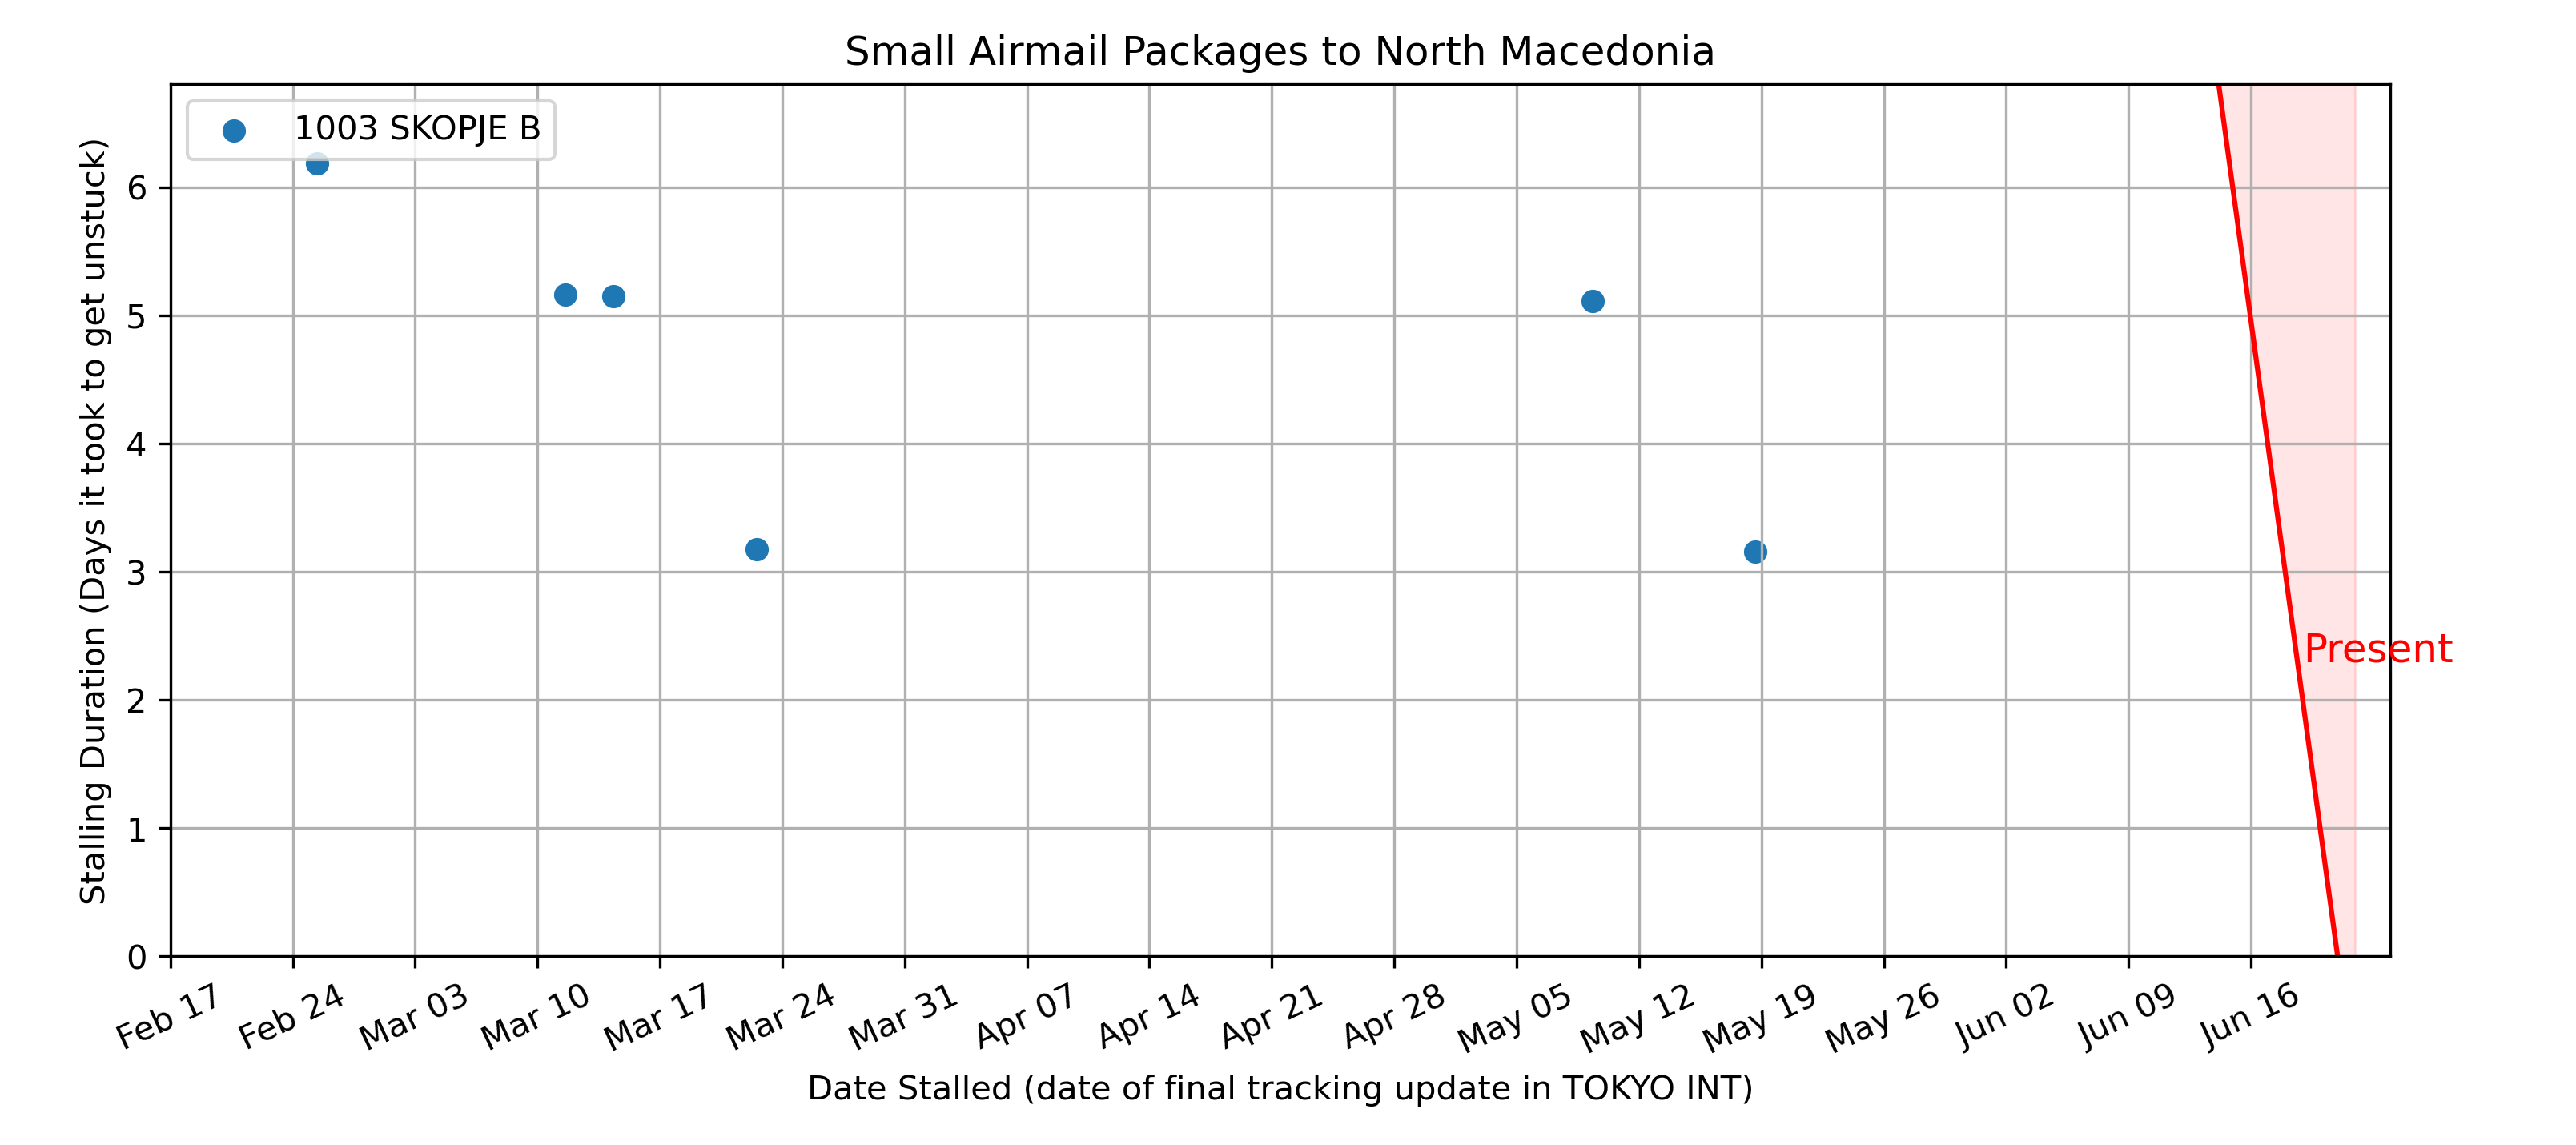 Small Airmail Packages to North Macedonia
1003 SKOPJE B
Stalling Duration (Days it took to get unstuck)
6
5
4
3
2
1
0
Present
Feb 17
Feb 24
Mar 03
Mar 10
Mar 17
Mar 24
Mar 31
Apr 07
Apr 14
Apr 21
Apr 28
May 05
May 12
May 19
May 26
Jun 02
Jun 09
Jun 16
Date Stalled (date of final tracking update in TOKYO INT)